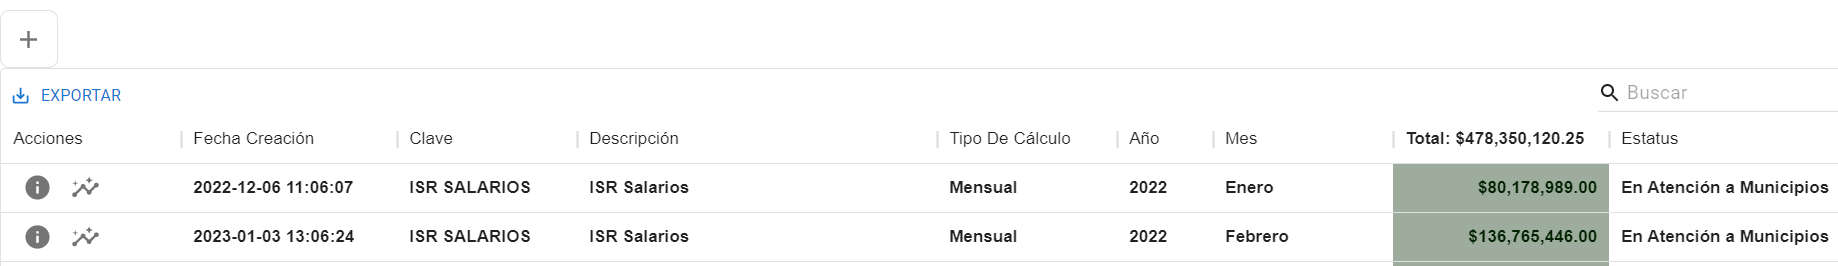 EXPORTAR
Buscar
Acciones Fecha Creación Clave Descripción Tipo De Cálculo Año Mes Total: $478,350,120.25 Estatus
2022-12-06 11:06:07 ISR SALARIOS ISR Salarios Mensual 2022 Enero $80,178,989.00 En Atención a Municipios
2023-01-03 13:06:24 ISR SALARIOS ISR Salarios Mensual 2022 Febrero $136,765,446.00 En Atención a Municipios